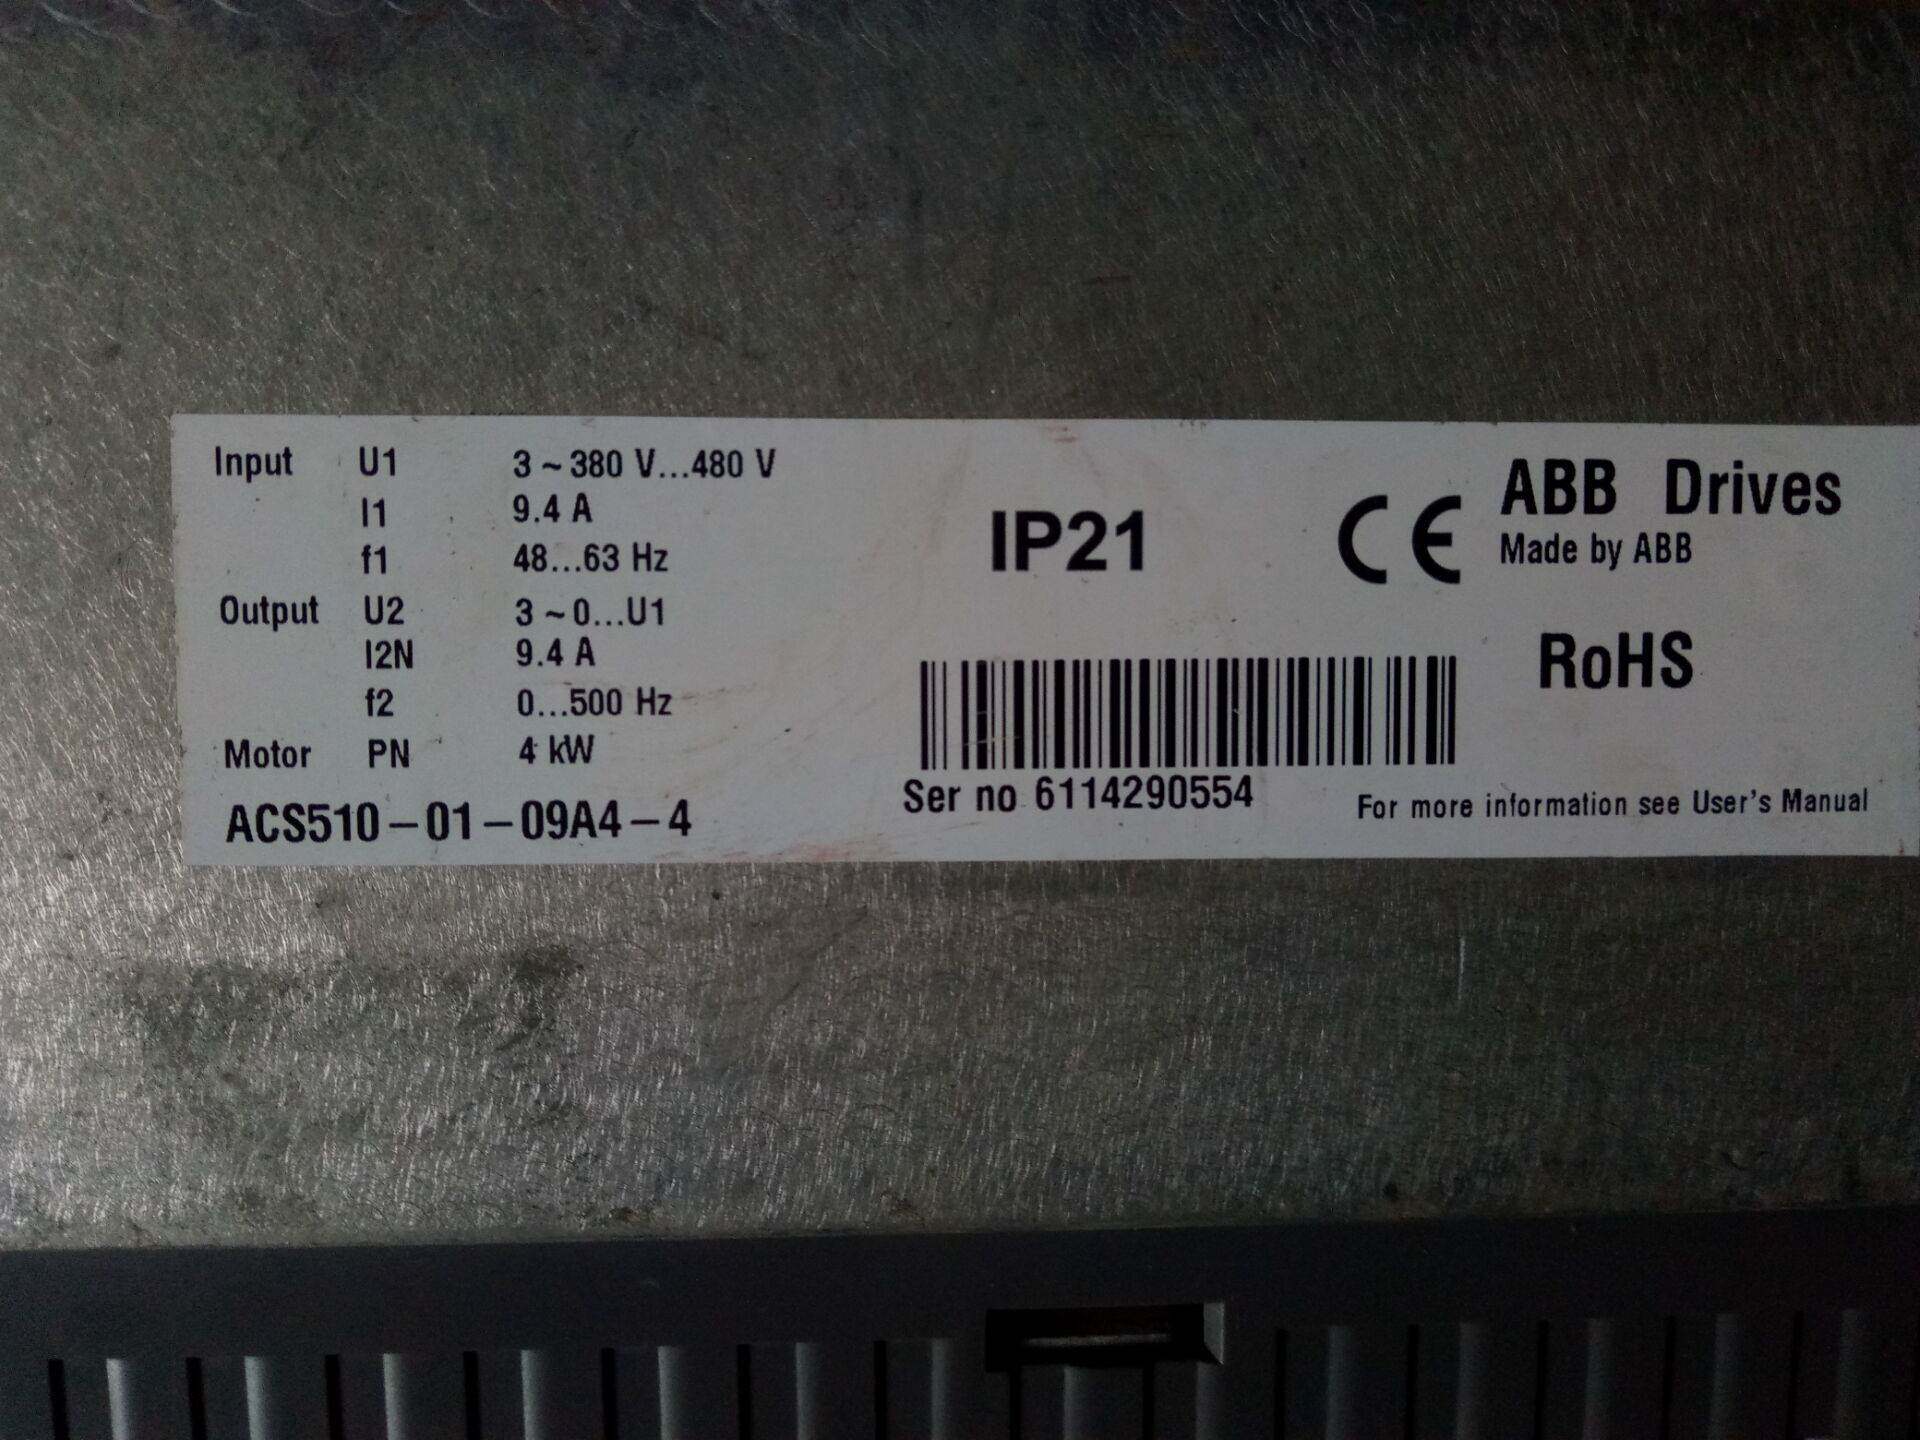 Input U1 3 ~ 380 V...480 V
I1 9.4 A
f1 48...63 Hz
Output U2 3 ~ 0...U1
I2N 9.4 A
f2 0...500 Hz
Motor PN 4 kW
ACS510-01-09A4-4
IP21
CE
Ser no 6114290554
ABB Drives
Made by ABB
RoHS
For more information see User's Manual